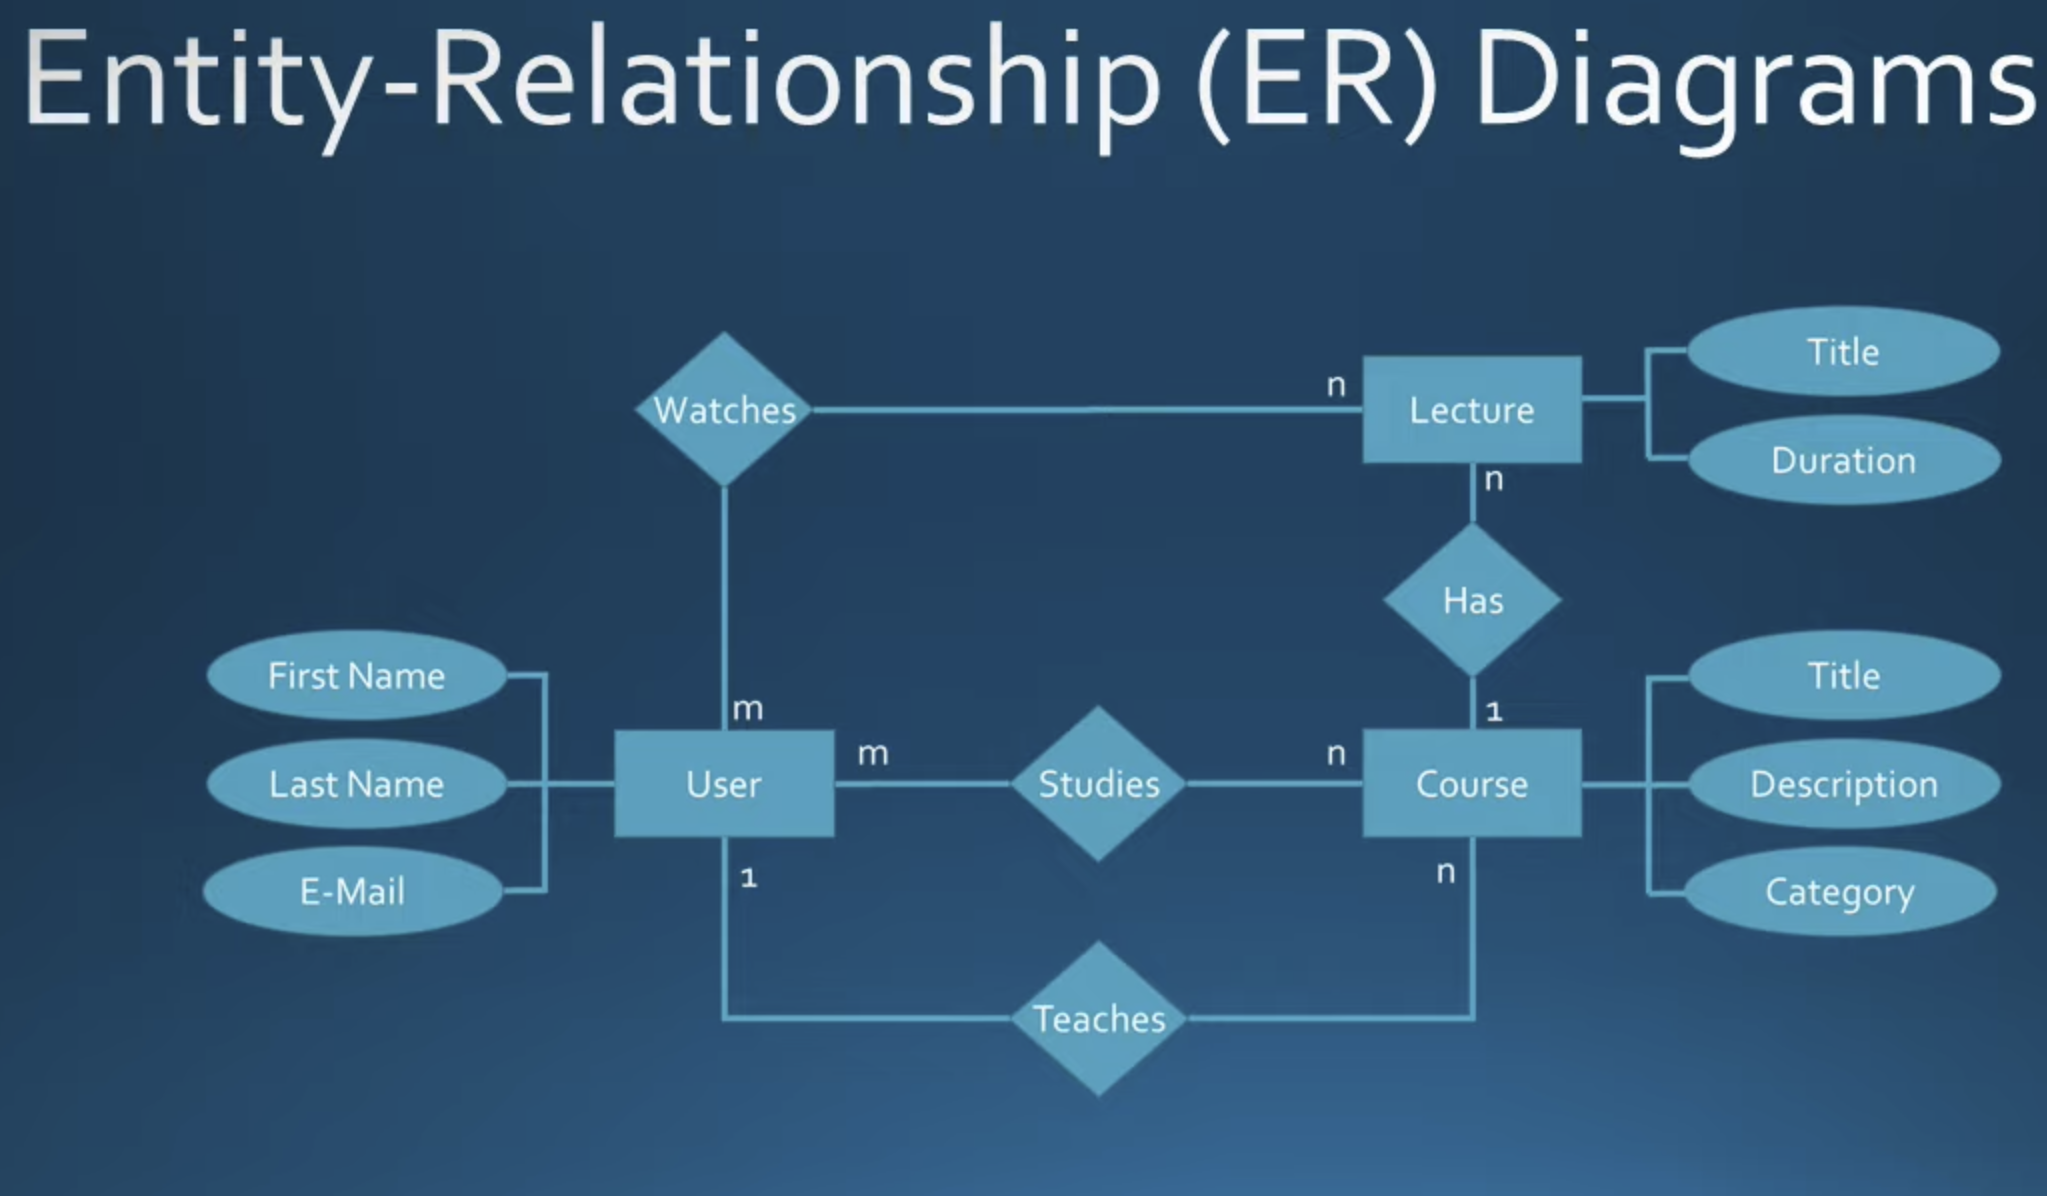 Entity-Relationship (ER) Diagrams
Title
n
Watches
Lecture
Duration
n
Has
First Name
Title
m
1
m
n
Last Name
User
Studies
Course
Description
1
n
E-Mail
Category
Teaches